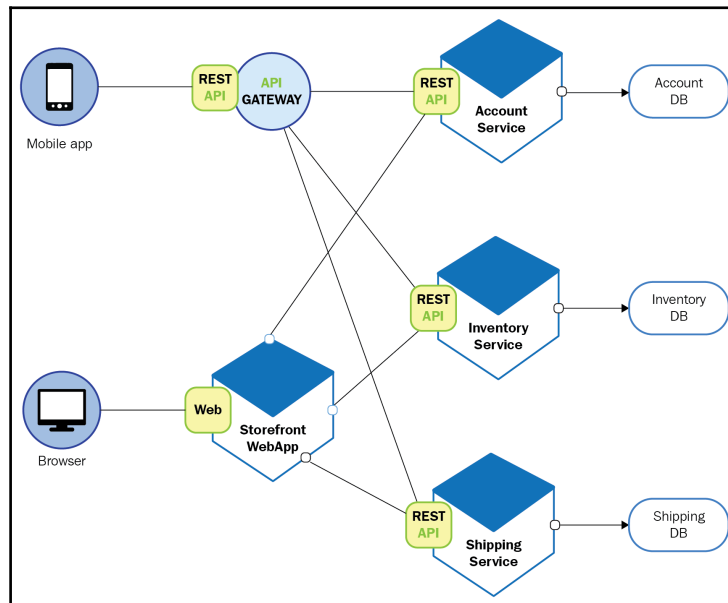 Mobile app
REST
API
API
GATEWAY
REST
API
Account
Service
Account
DB
REST
API
Inventory
Service
Inventory
DB
Browser
Web
Storefront
WebApp
REST
API
Shipping
Service
Shipping
DB